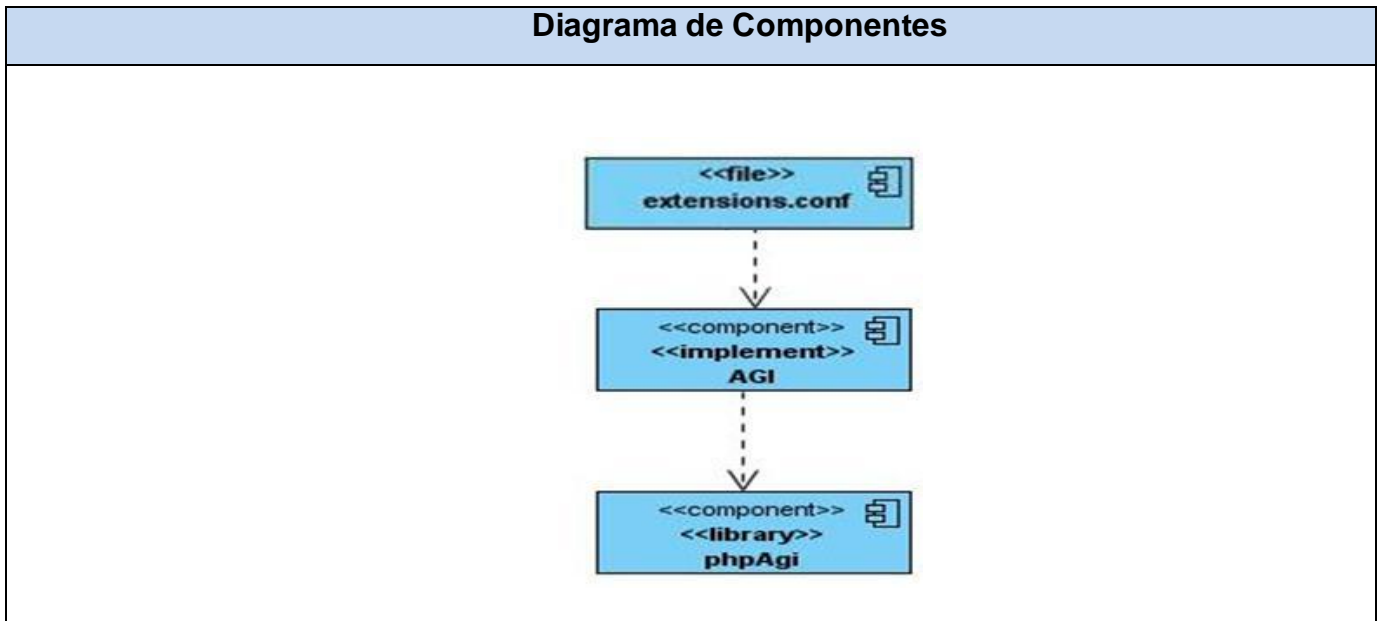 Diagrama de Componentes
<<file>>
extensions.conf
<<component>>
<<implement>>
AGI
<<component>>
<<library>>
phpAgi